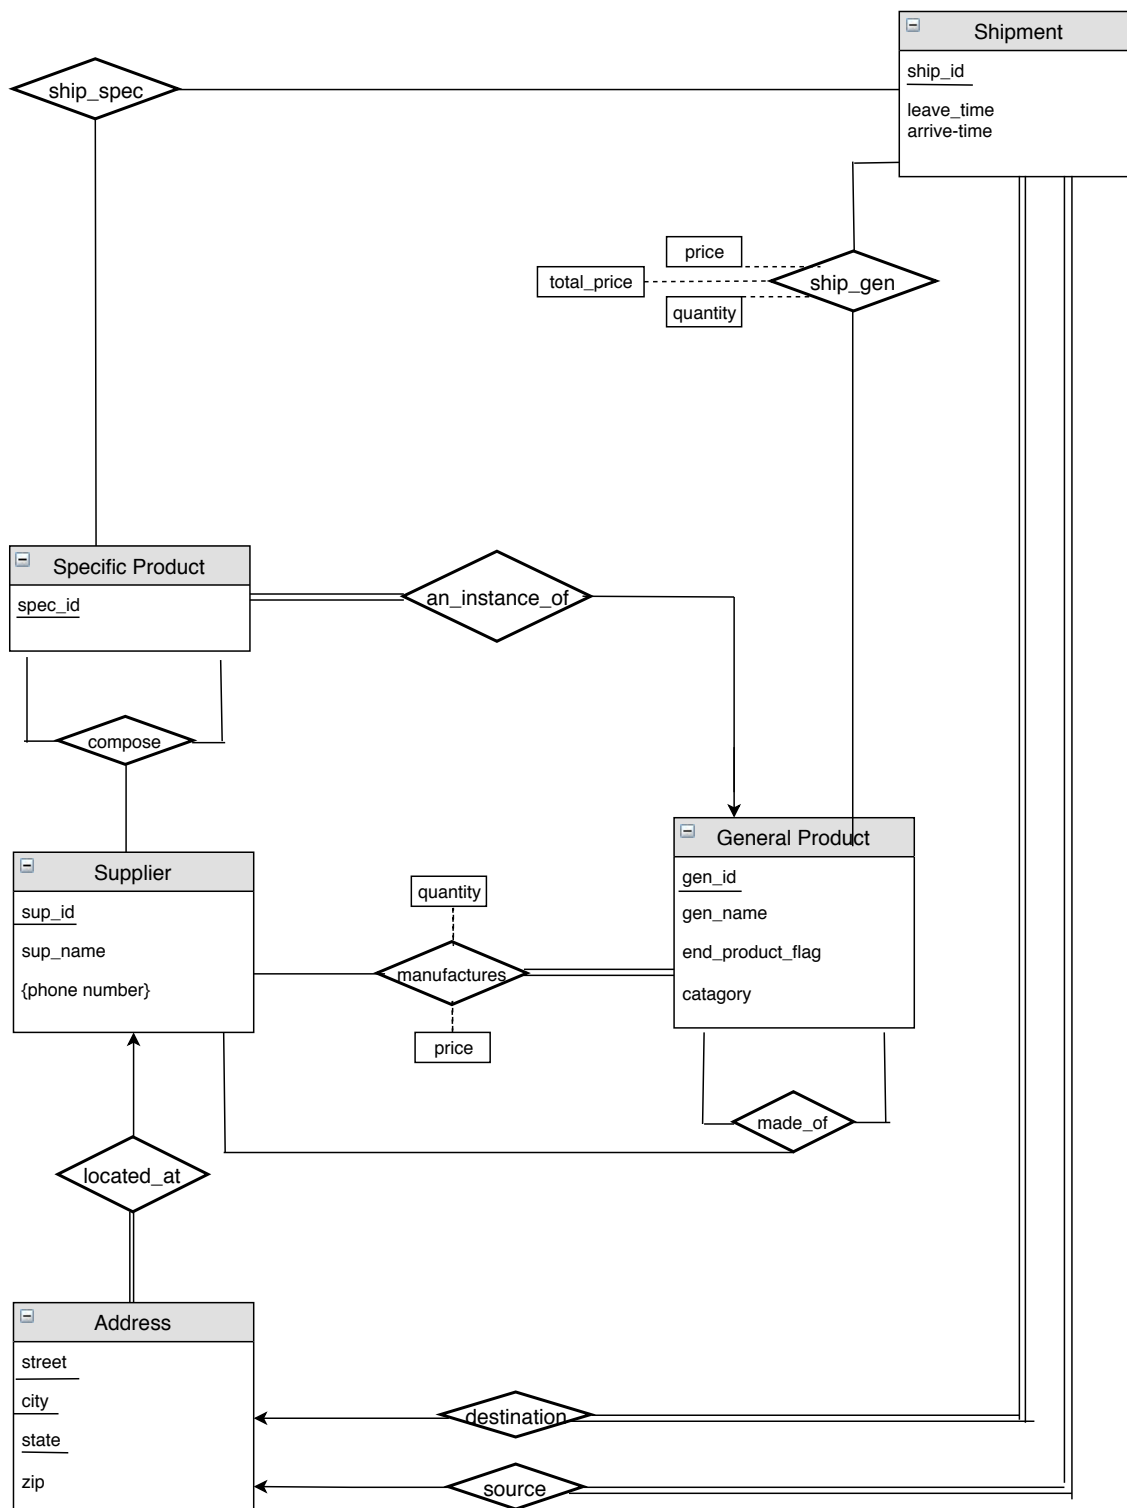 Shipment
ship_id
leave_time
arrive-time
ship_spec
price
total_price
quantity
ship_gen
Specific Product
spec_id
an_instance_of
compose
General Product
gen_id
gen_name
end_product_flag
catagory
Supplier
sup_id
sup_name
{phone number}
quantity
manufactures
price
made_of
located_at
Address
street
city
state
zip
destination
source